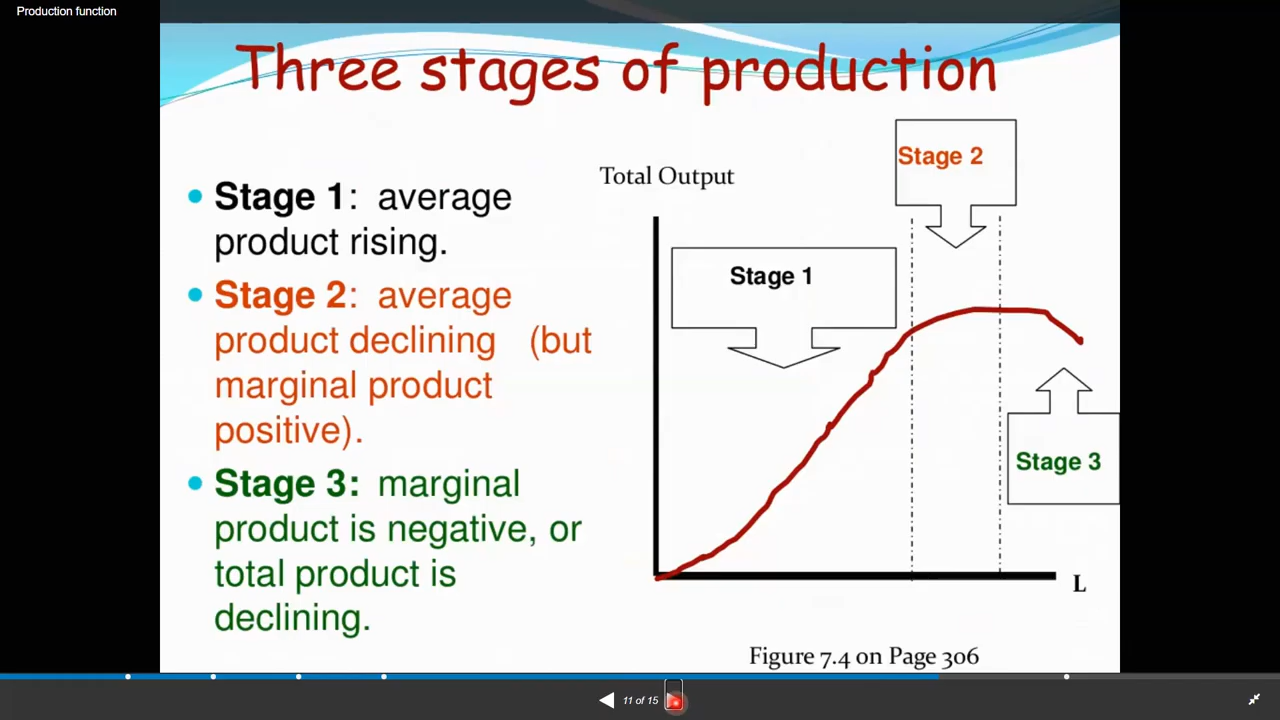 Production function
Three stages of production
Stage 1: average
product rising.
Stage 2: average
product declining (but
marginal product
positive).
Stage 3: marginal
product is negative, or
total product is
declining.
Total Output
Stage 1
Stage 2
Stage 3
L
Figure 7.4 on Page 306
11 of 15